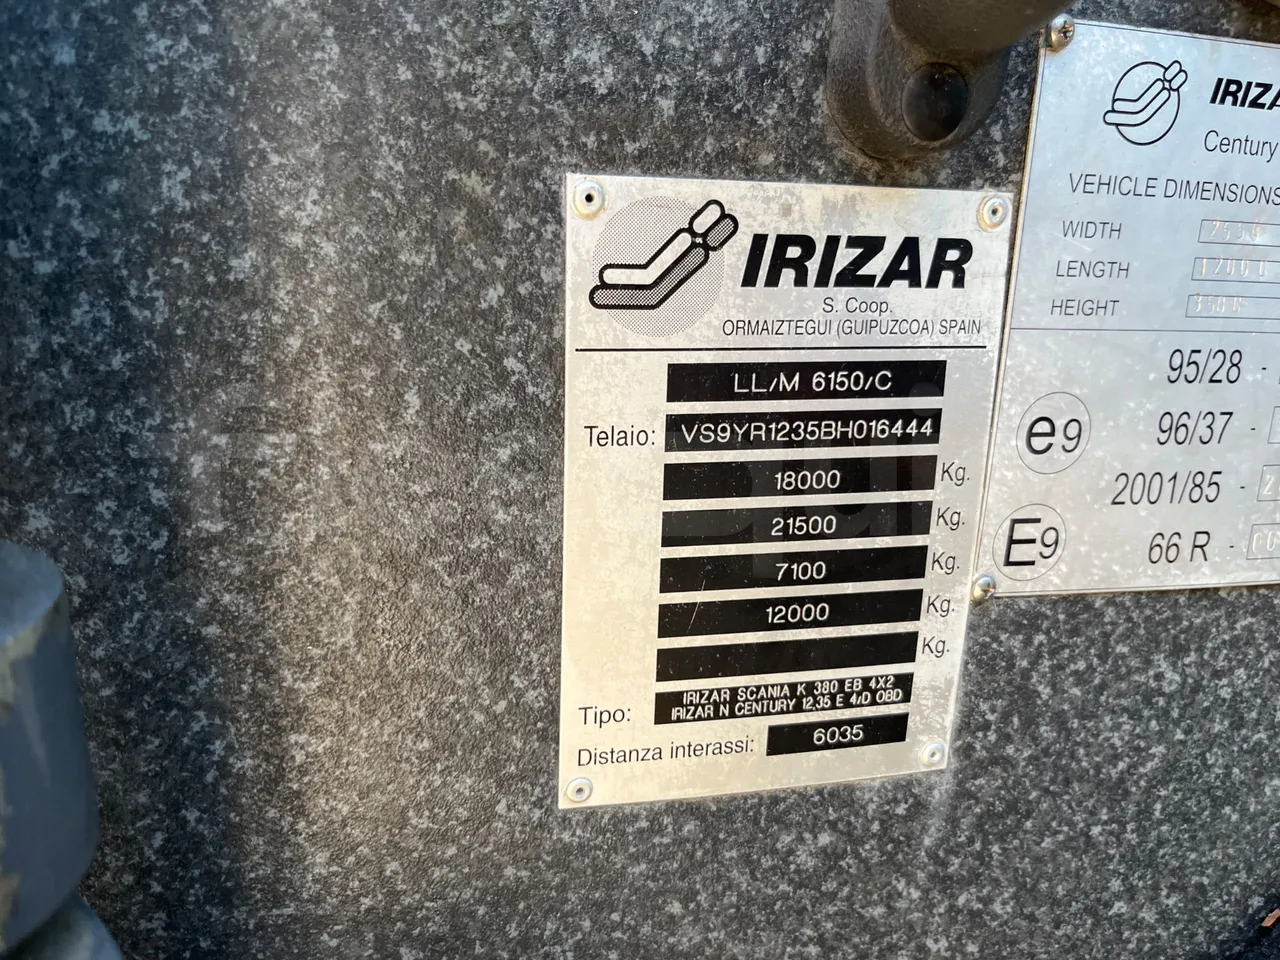 IRIZAR
S. Coop.
ORMAIZTEGUI (GUIPUZCOA) SPAIN
LL/M 6150/C
Telaio: VS9YR1235BH016444
18000 Kg.
21500 Kg.
7100 Kg.
12000 Kg.
Kg.
Tipo: IRIZAR SCANIA K 380 EB 4X2
IRIZAR N CENTURY 12,35 E 4/D OBD
Distanza interassi: 6035
Century
VEHICLE DIMENSIONS
WIDTH
LENGTH
HEIGHT
95/28 -
e9 96/37 -
2001/85 -
E9 66 R -